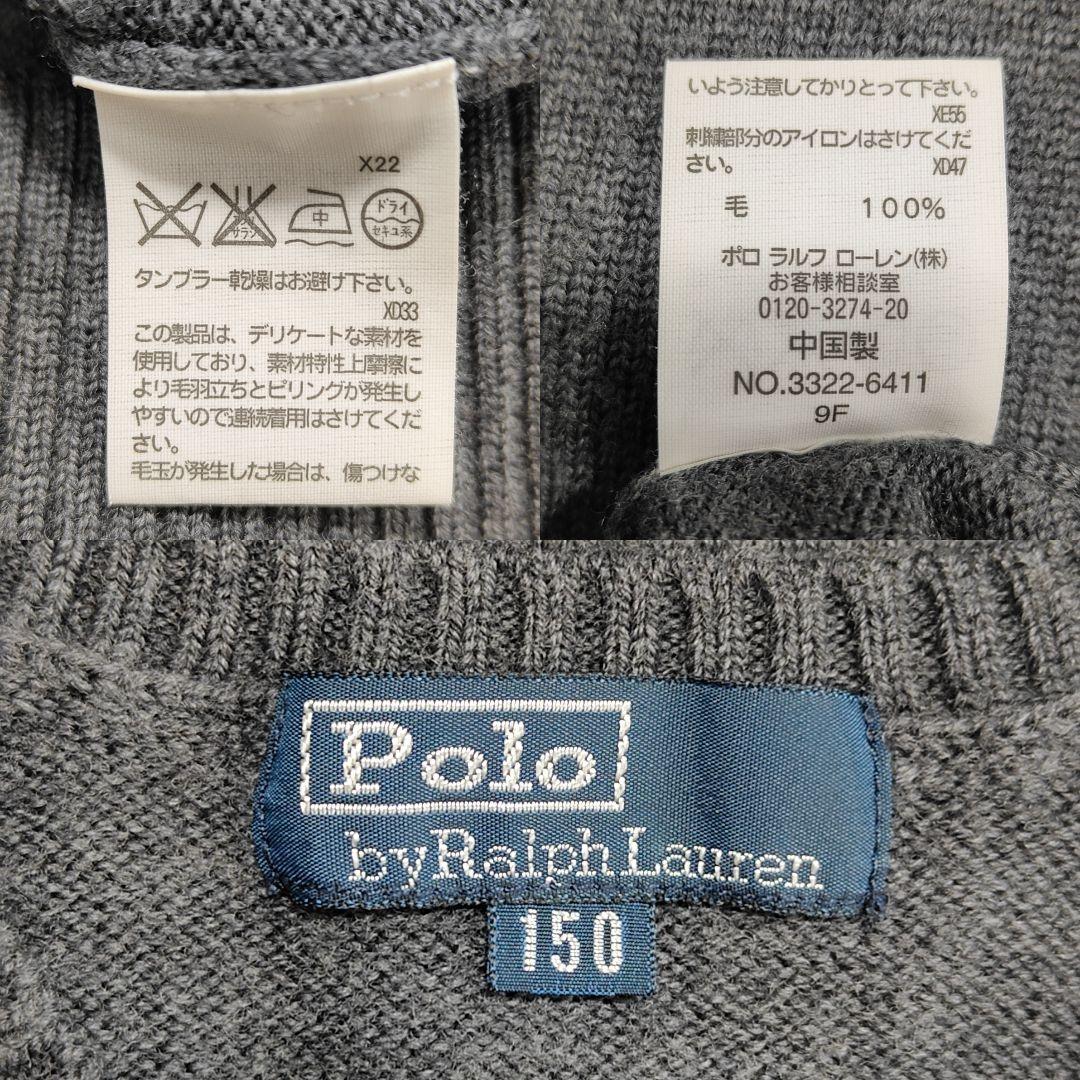 X22
中
ドライ
セキユ系
タンブラー乾燥はお避け下さい。
XD33
この製品は、デリケートな素材を
使用しており、素材特性上摩擦
により毛羽立ちとピリングが発生し
やすいので連続着用はさけてくだ
さい。
毛玉が発生した場合は、傷つけな
いよう注意してかりとって下さい。
XE55
刺繍部分のアイロンはさけてくだ
さい。
XD47
毛 100%
ポロ ラルフ ローレン(株)
お客様相談室
0120-3274-20
中国製
NO.3322-6411
9F
Polo
by Ralph Lauren
150